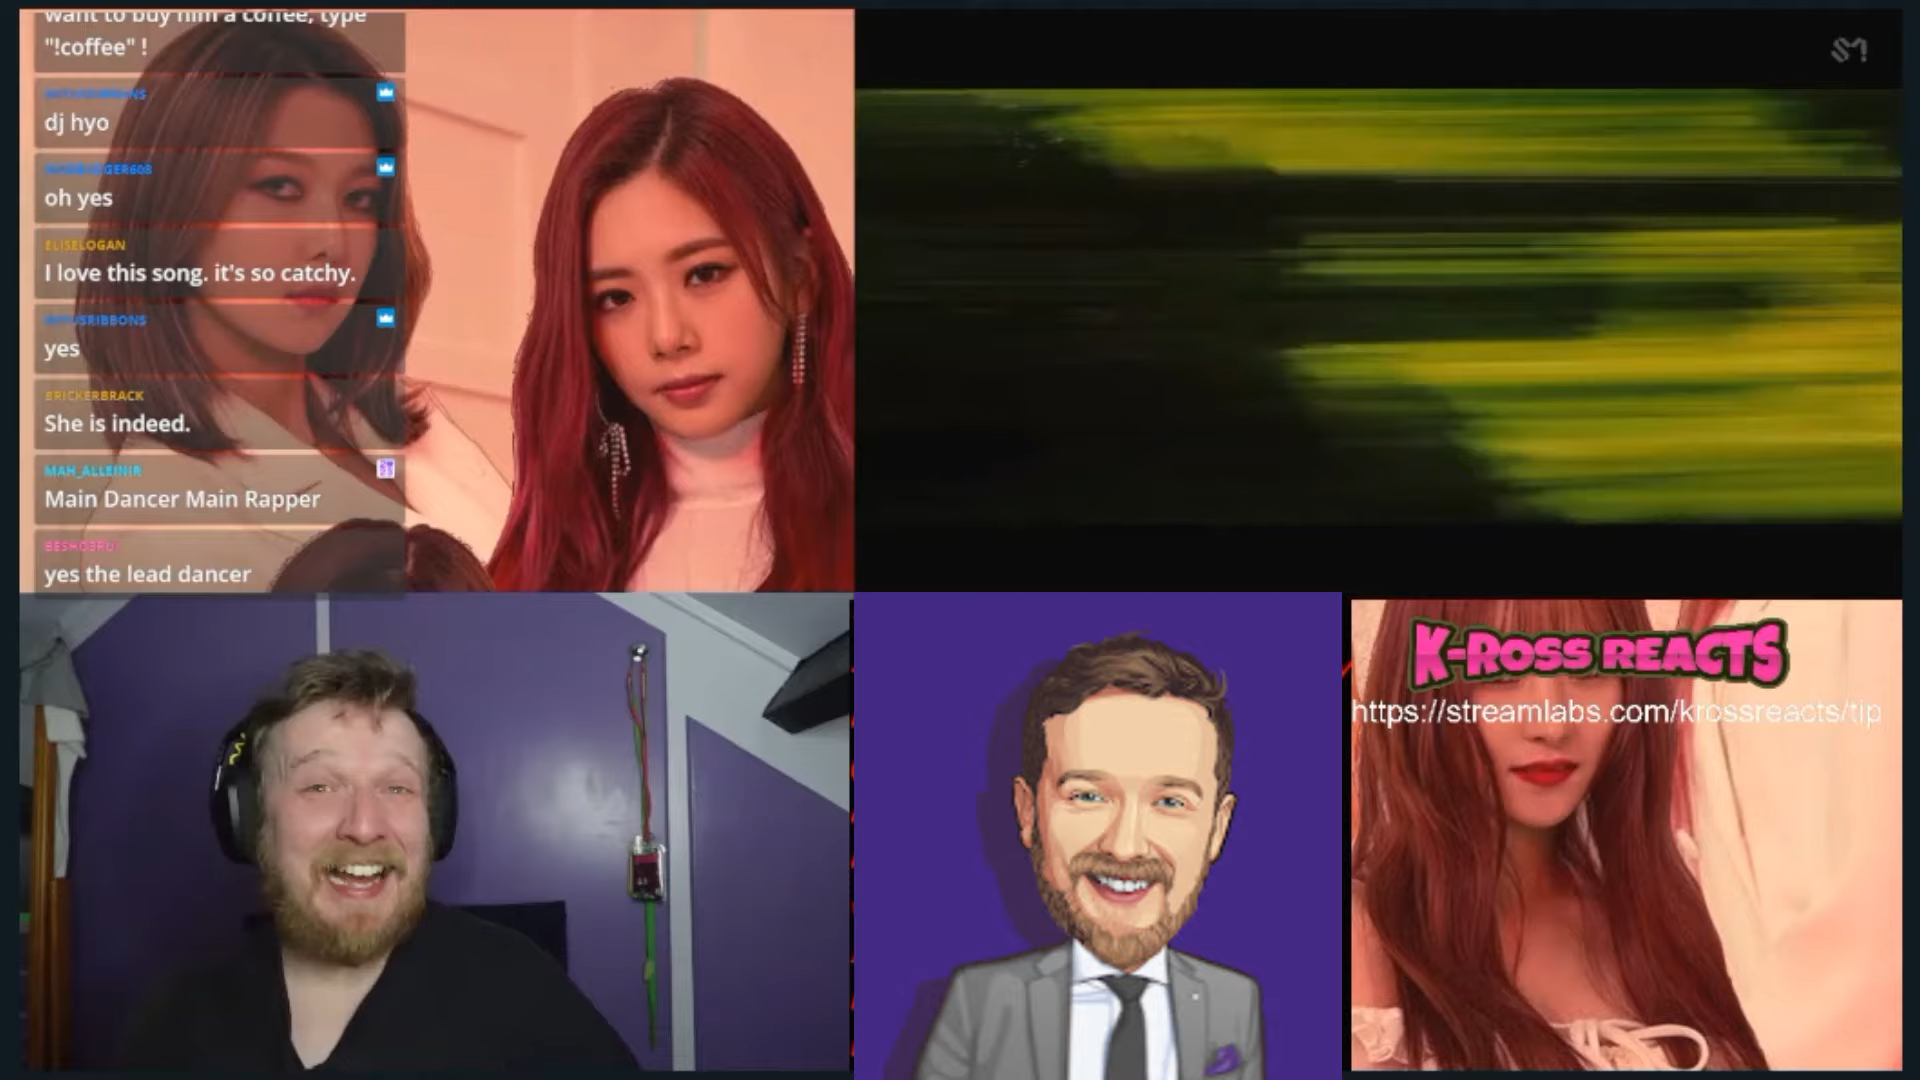 want to buy him a coffee, type
"!coffee" !
dj hyo
oh yes
ELISELOGAN
I love this song. it's so catchy.
yes
BRICKERBRACK
She is indeed.
MAH_ALLEINIR
Main Dancer Main Rapper
yes the lead dancer
SM
K-ROSS REACTS
https://streamlabs.com/krossreacts/tip